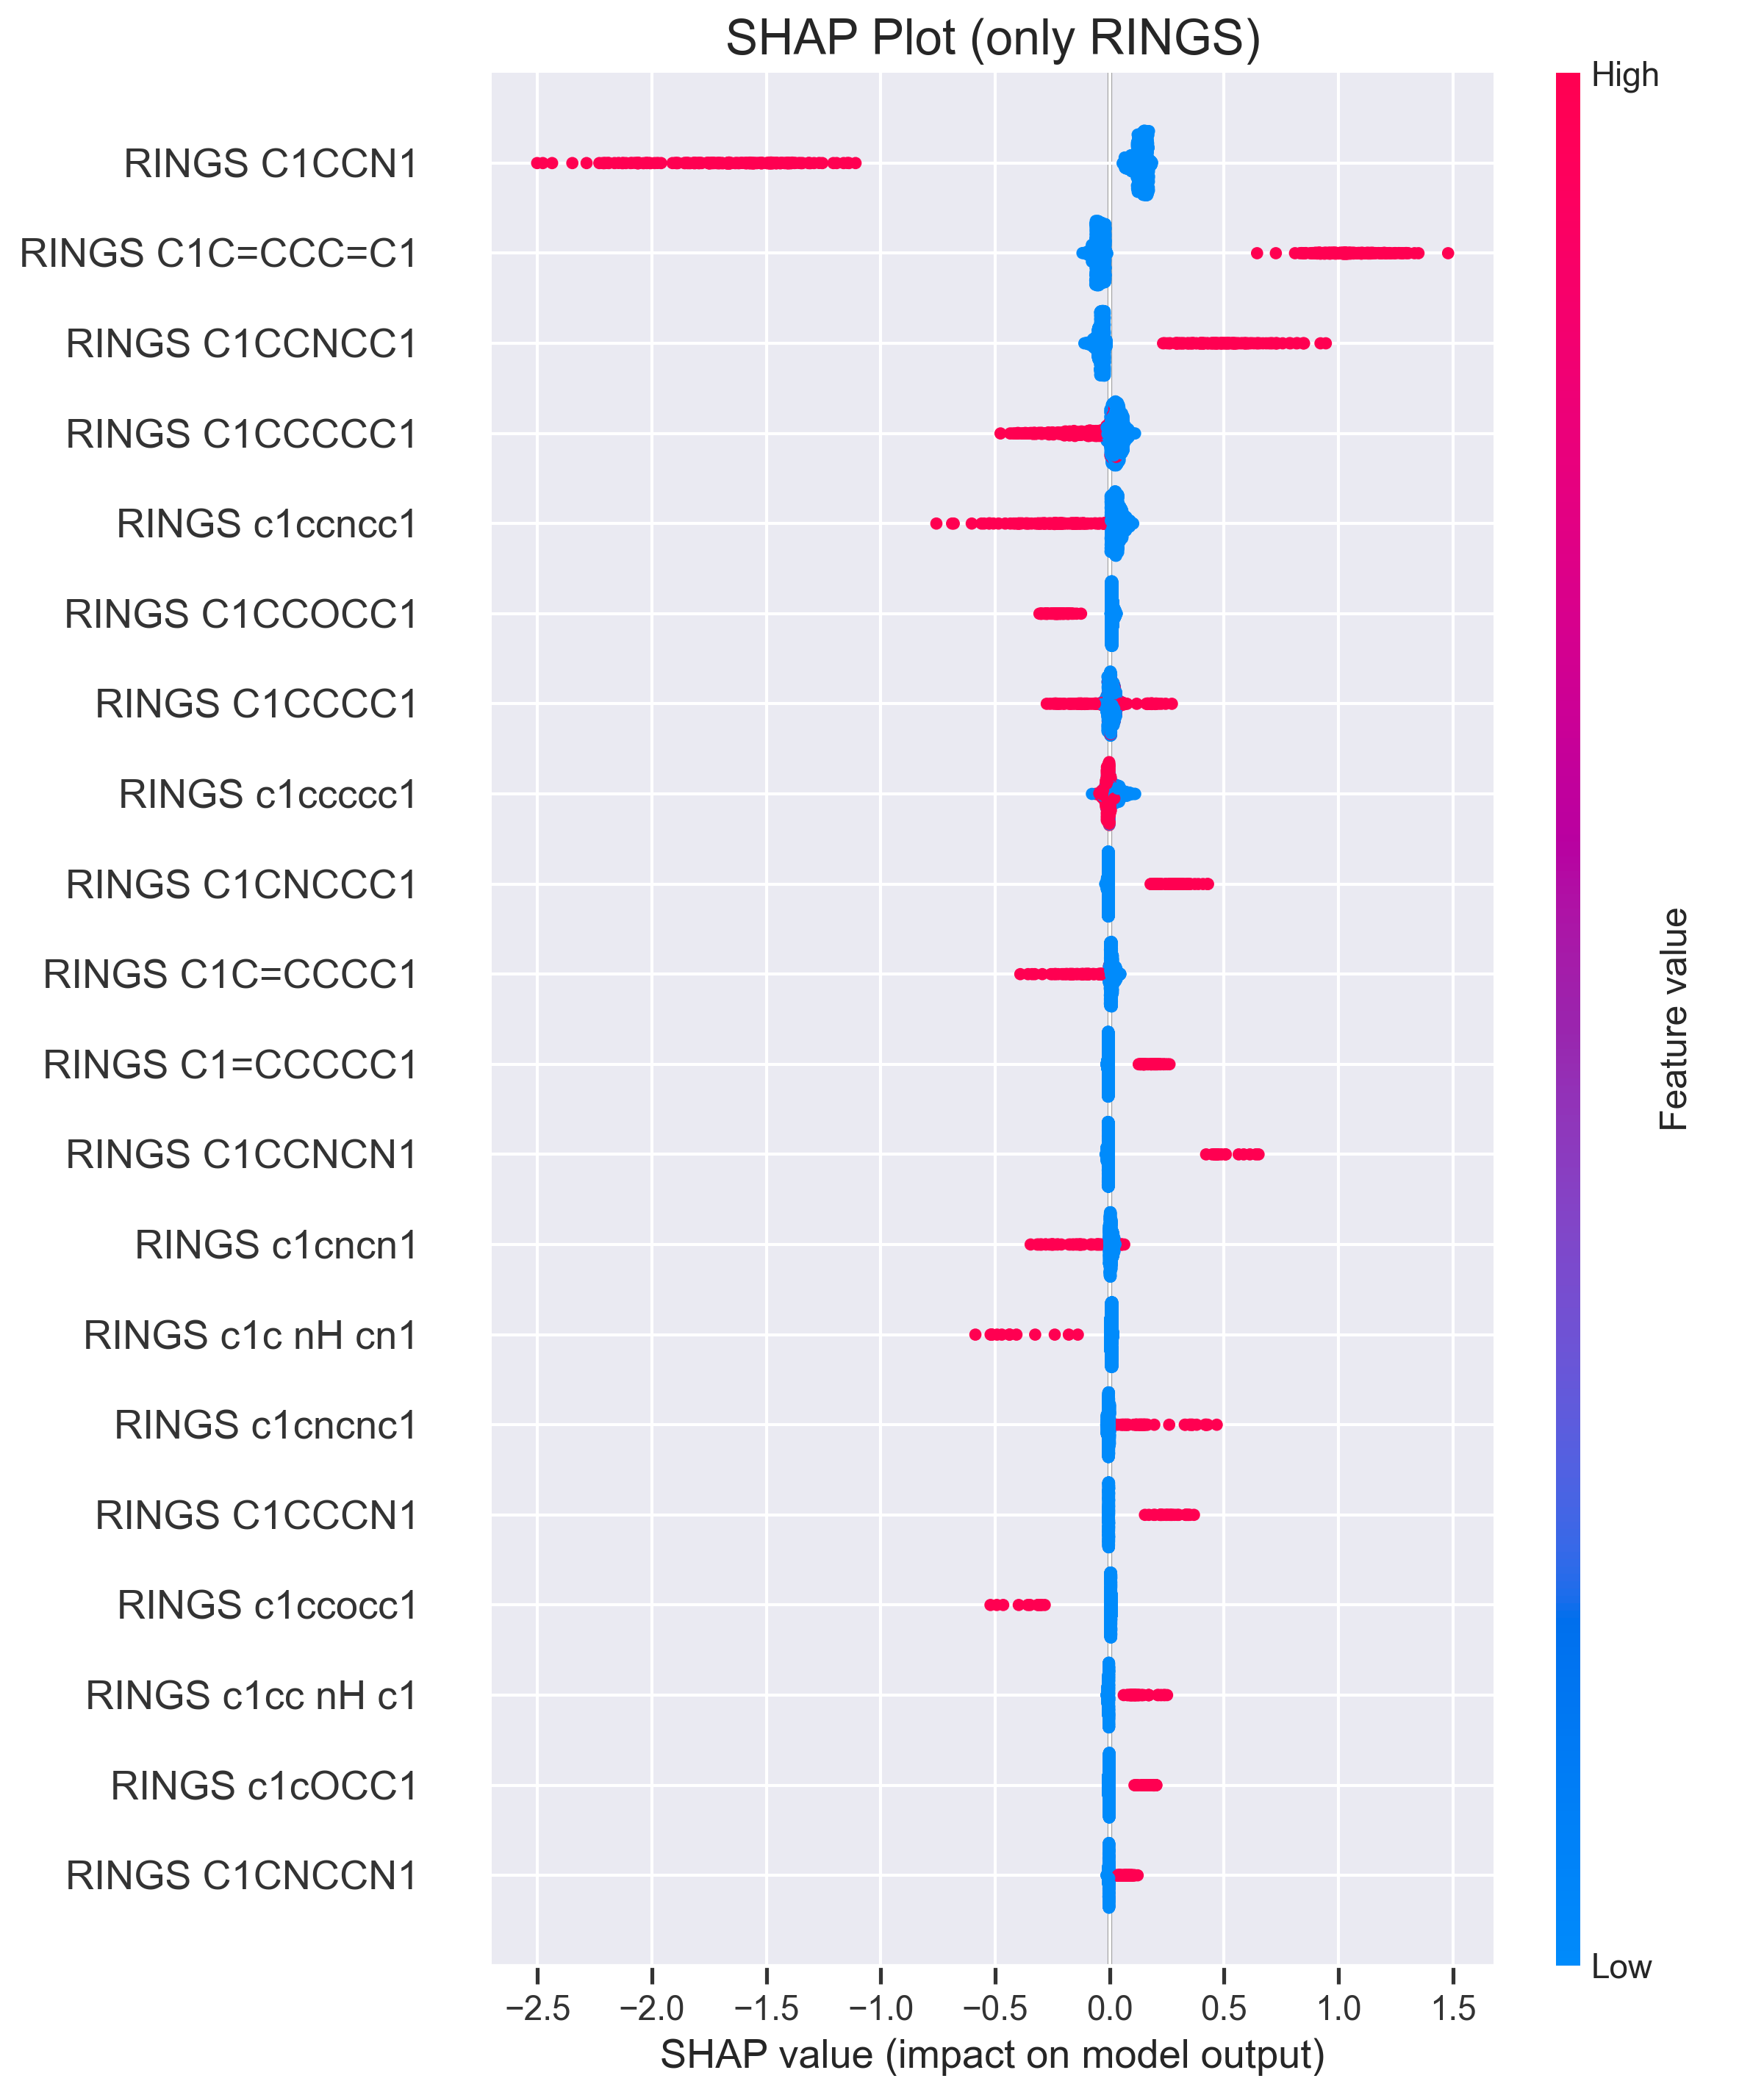 SHAP Plot (only RINGS)
High
RINGS C1CCN1
RINGS C1C=CCC=C1
RINGS C1CCNCC1
RINGS C1CCCCC1
RINGS c1ccncc1
RINGS C1CCOCC1
RINGS C1CCCC1
RINGS c1ccccc1
RINGS C1CNCCC1
RINGS C1C=CCCC1
RINGS C1=CCCCC1
RINGS C1CCNCN1
RINGS c1cncn1
RINGS c1c nH cn1
RINGS c1cncnc1
RINGS C1CCCN1
RINGS c1ccocc1
RINGS c1cc nH c1
RINGS c1cOCC1
RINGS C1CNCCN1
Feature value
Low
−2.5 −2.0 −1.5 −1.0 −0.5 0.0 0.5 1.0 1.5
SHAP value (impact on model output)